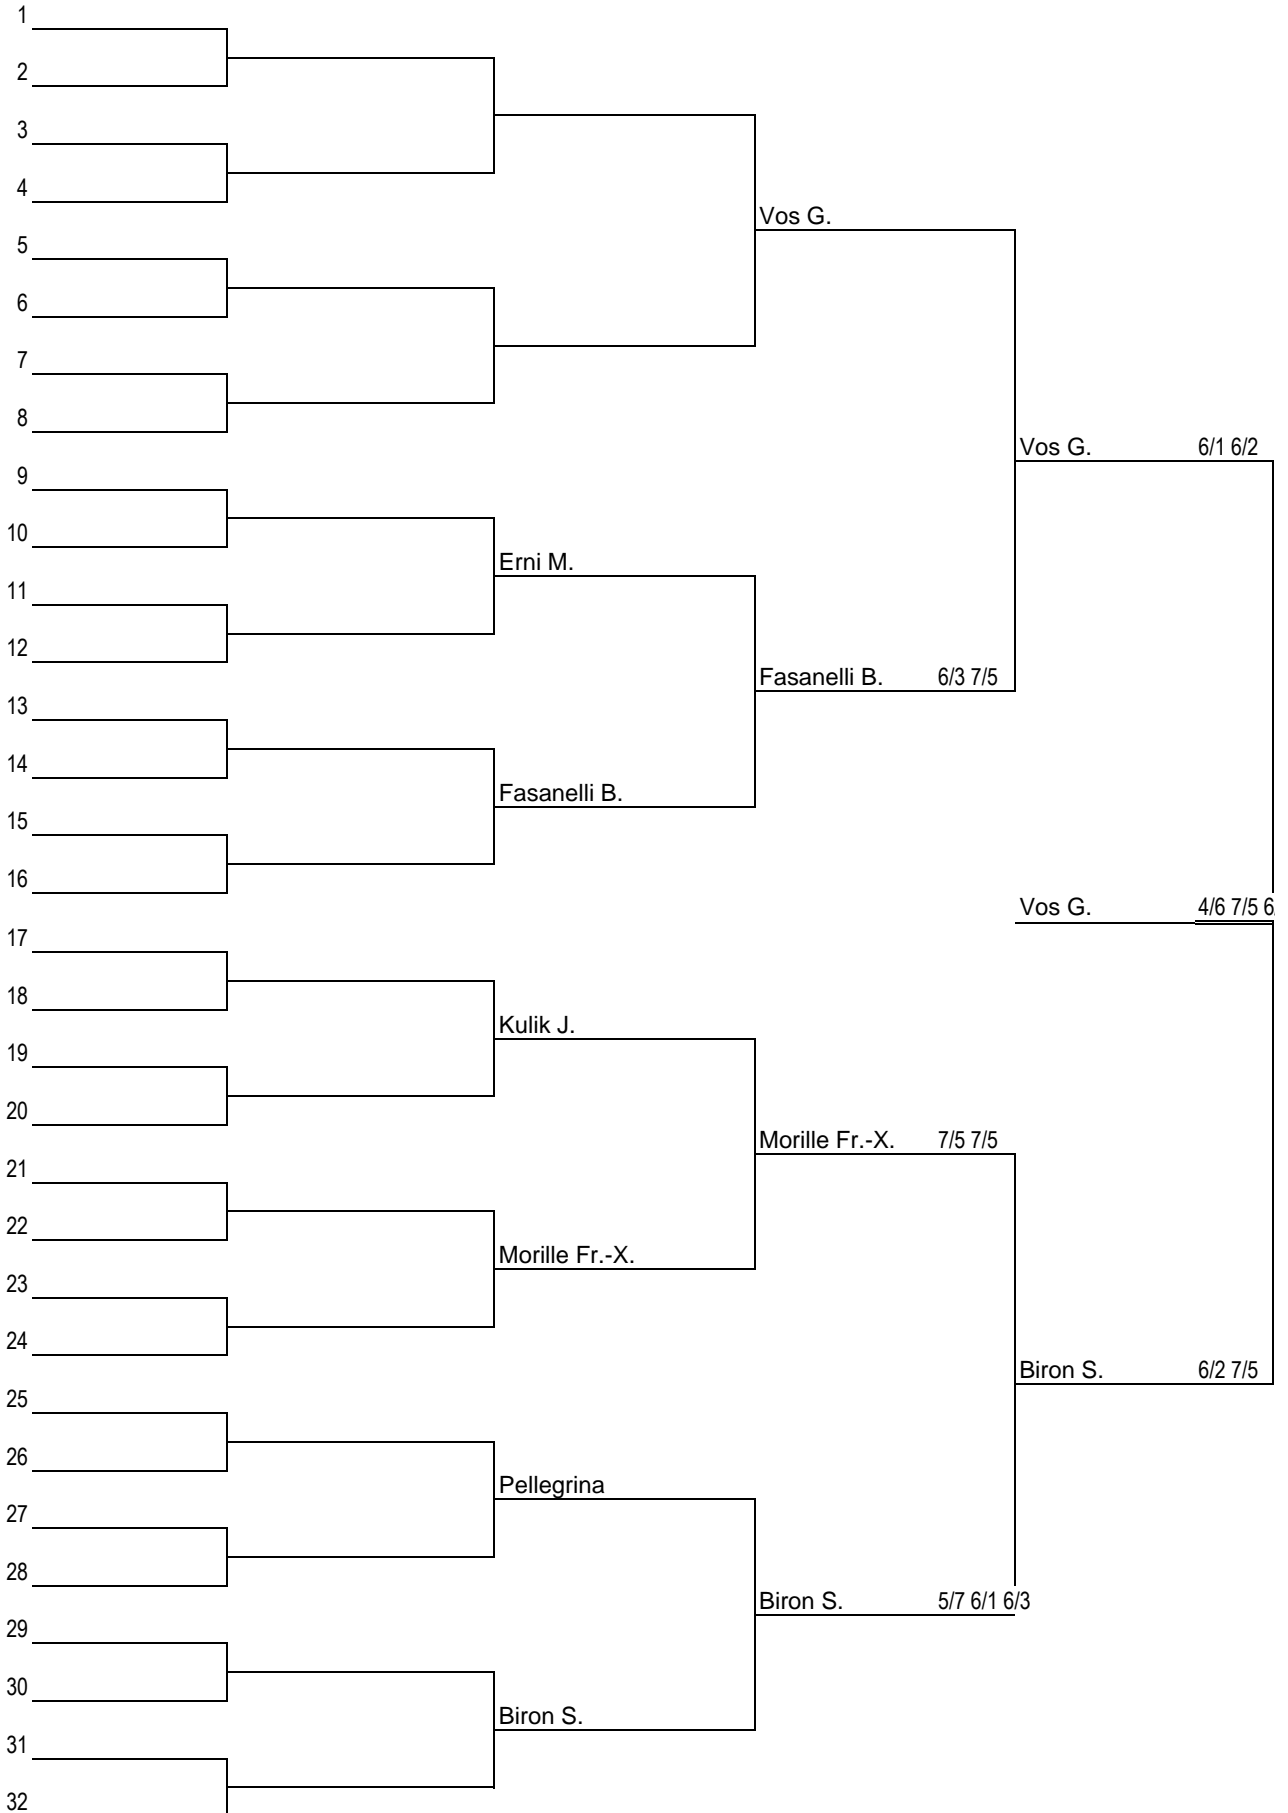 1
2
3
4
Vos G.
5
6
7
8
Vos G. 6/1 6/2
9
10
Erni M.
11
12
Fasanelli B. 6/3 7/5
13
14
Fasanelli B.
15
16
Vos G. 4/6 7/5 6/
17
18
Kulik J.
19
20
Morille Fr.-X. 7/5 7/5
21
22
Morille Fr.-X.
23
24
Biron S. 6/2 7/5
25
26
Pellegrina
27
28
Biron S. 5/7 6/1 6/3
29
30
Biron S.
31
32